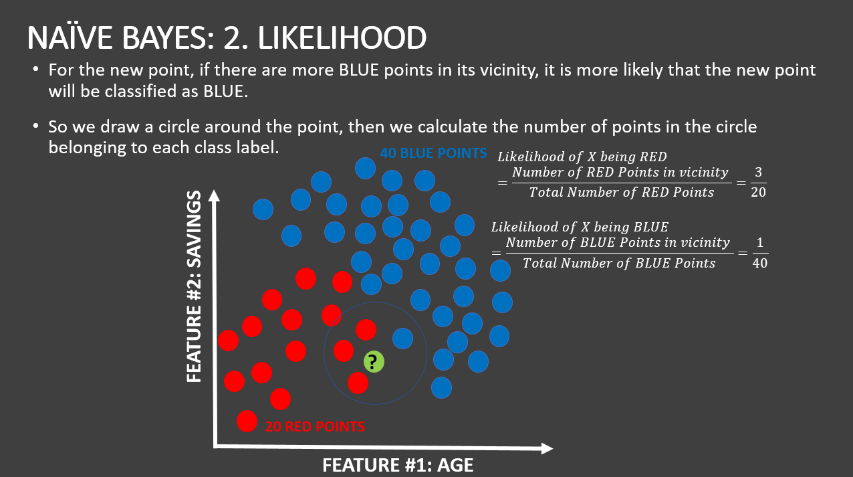 NAÏVE BAYES: 2. LIKELIHOOD
• For the new point, if there are more BLUE points in its vicinity, it is more likely that the new point
will be classified as BLUE.
• So we draw a circle around the point, then we calculate the number of points in the circle
belonging to each class label.
40 BLUE POINTS
Likelihood of X being RED
= Number of RED Points in vicinity / Total Number of RED Points = 3/20
Likelihood of X being BLUE
= Number of BLUE Points in vicinity / Total Number of BLUE Points = 1/40
FEATURE #2: SAVINGS
?
20 RED POINTS
FEATURE #1: AGE